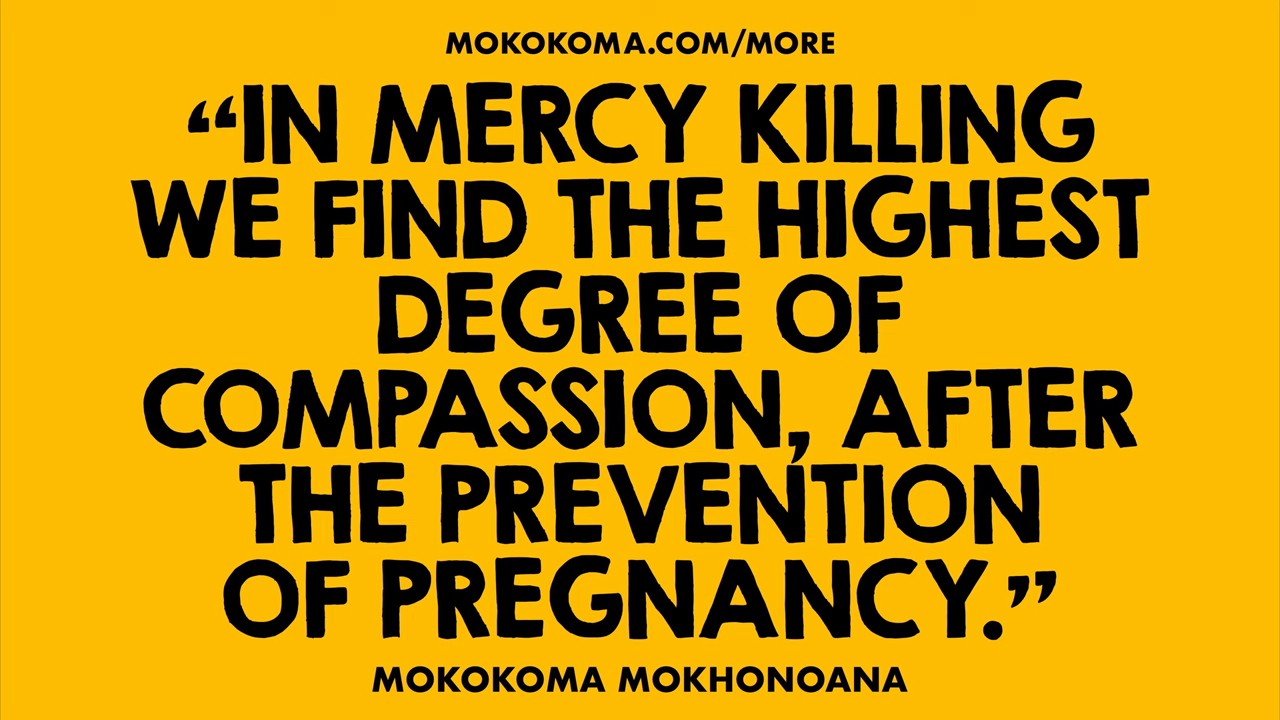 MOKOKOMA.COM/MORE
“IN MERCY KILLING
WE FIND THE HIGHEST
DEGREE OF
COMPASSION, AFTER
THE PREVENTION
OF PREGNANCY.”
MOKOKOMA MOKHONOANA